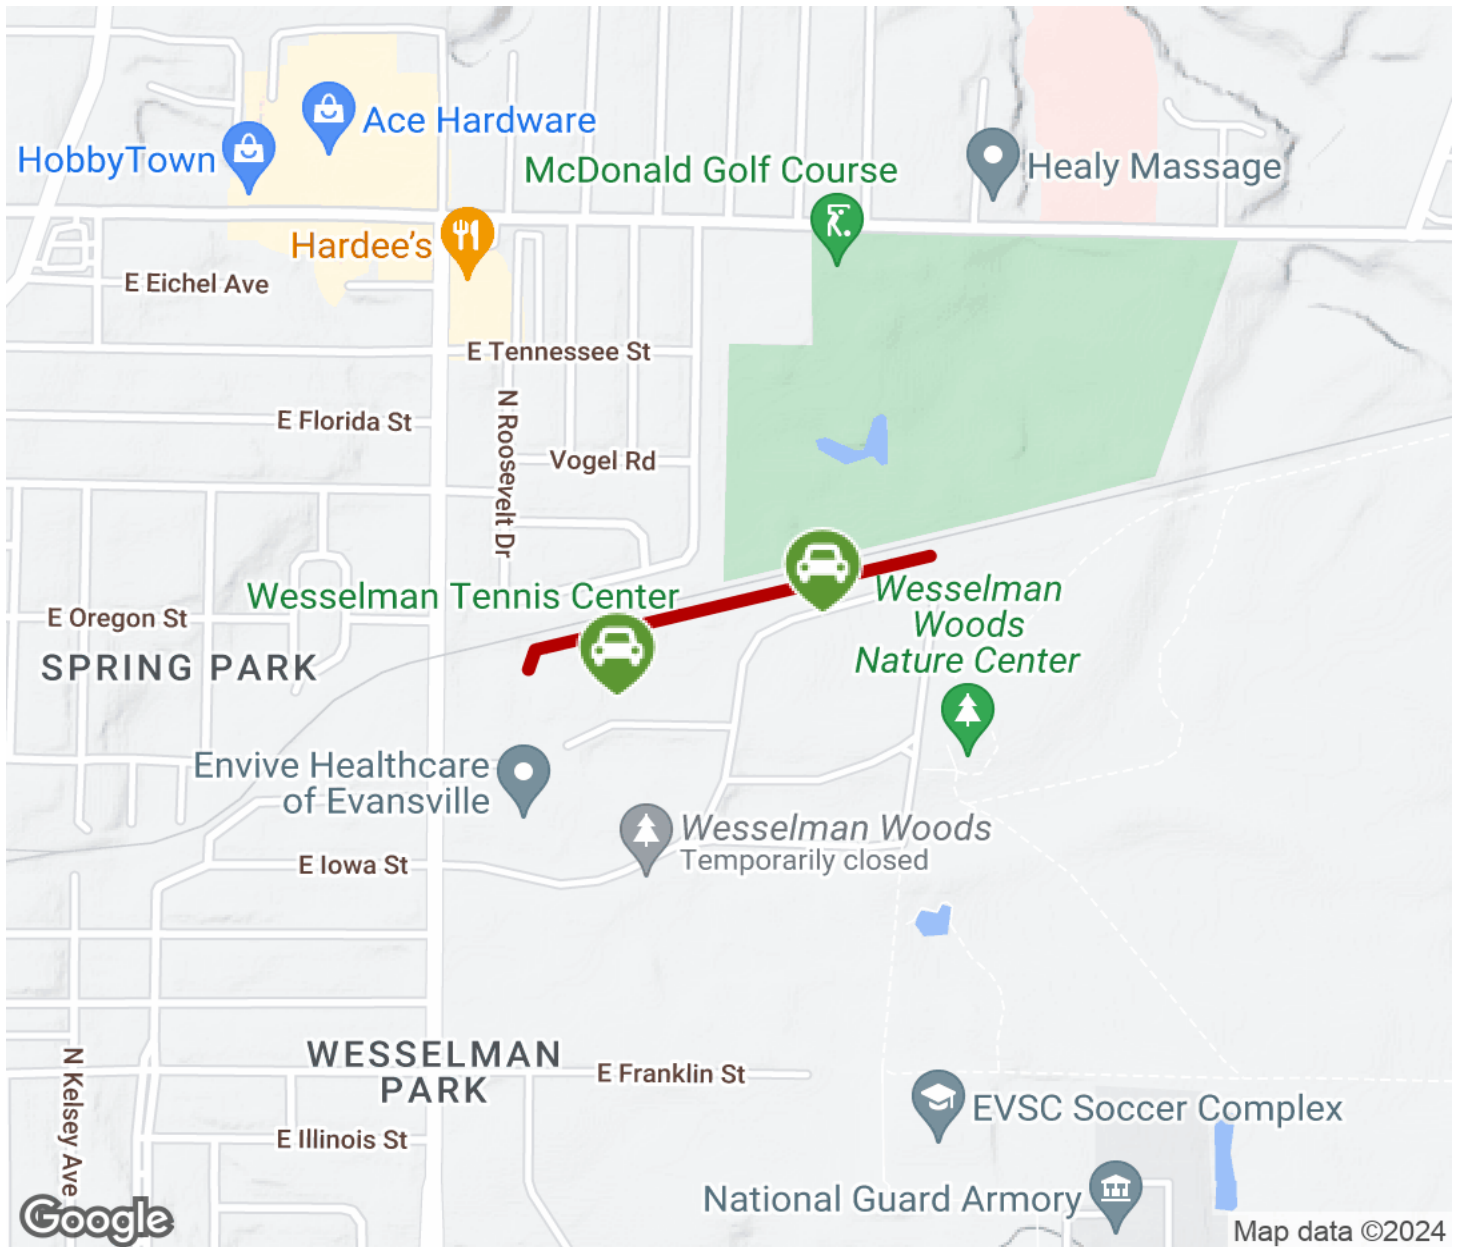 Ace Hardware
HobbyTown
McDonald Golf Course
Healy Massage
Hardee's
E Eichel Ave
E Tennessee St
E Florida St
N Roosevelt Dr
Vogel Rd
Wesselman Tennis Center
Wesselman
Woods
Nature Center
E Oregon St
SPRING PARK
Envive Healthcare
of Evansville
Wesselman Woods
Temporarily closed
E Iowa St
WESSELMAN
PARK
E Franklin St
N Kelsey Ave
EVSC Soccer Complex
E Illinois St
National Guard Armory
Google
Map data ©2024